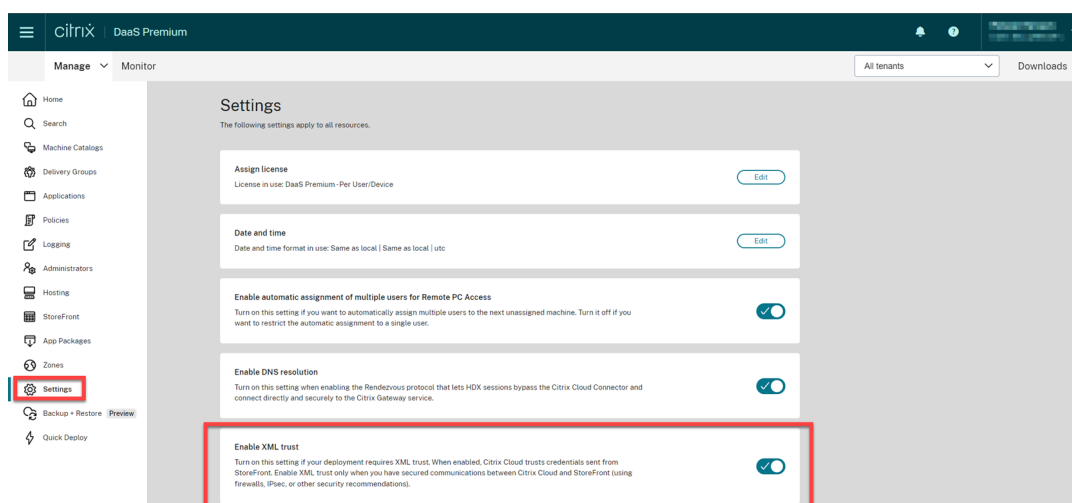 citrix DaaS Premium
Manage Monitor All tenants Downloads
Home
Search
Machine Catalogs
Delivery Groups
Applications
Policies
Logging
Administrators
Hosting
StoreFront
App Packages
Zones
Settings
Backup + Restore Preview
Quick Deploy
Settings
The following settings apply to all resources.
Assign license
License in use: DaaS Premium - Per User/Device
Edit
Date and time
Date and time format in use: Same as local | Same as local | utc
Edit
Enable automatic assignment of multiple users for Remote PC Access
Turn on this setting if you want to automatically assign multiple users to the next unassigned machine. Turn it off if you
want to restrict the automatic assignment to a single user.
Enable DNS resolution
Turn on this setting when enabling the Rendezvous protocol that lets HDX sessions bypass the Citrix Cloud Connector and
connect directly and securely to the Citrix Gateway service.
Enable XML trust
Turn on this setting if your deployment requires XML trust. When enabled, Citrix Cloud trusts credentials sent from
StoreFront. Enable XML trust only when you have secured communications between Citrix Cloud and StoreFront (using
firewalls, IPsec, or other security recommendations).